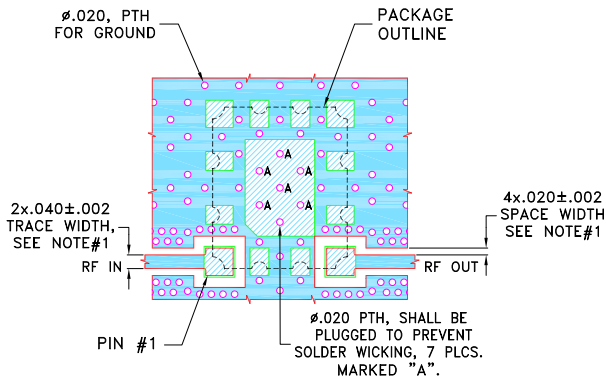 ø.020, PTH
FOR GROUND
PACKAGE
OUTLINE
A
A A
A A
A A
2x.040±.002
TRACE WIDTH,
SEE NOTE#1
4x.020±.002
SPACE WIDTH
SEE NOTE#1
RF IN
RF OUT
PIN #1
ø.020 PTH, SHALL BE
PLUGGED TO PREVENT
SOLDER WICKING, 7 PLCS.
MARKED "A".